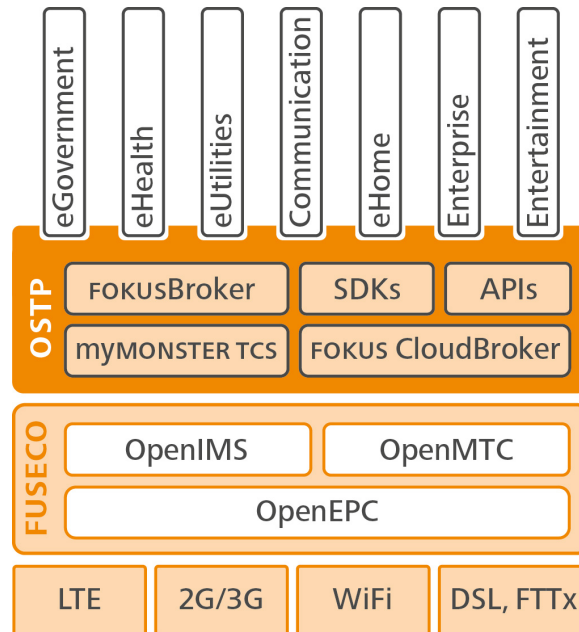 eGovernment
eHealth
eUtilities
Communication
eHome
Enterprise
Entertainment
OSTP
FOKUSBroker
SDKs
APIs
myMONSTER TCS
FOKUS CloudBroker
FUSECO
OpenIMS
OpenMTC
OpenEPC
LTE
2G/3G
WiFi
DSL, FTTx